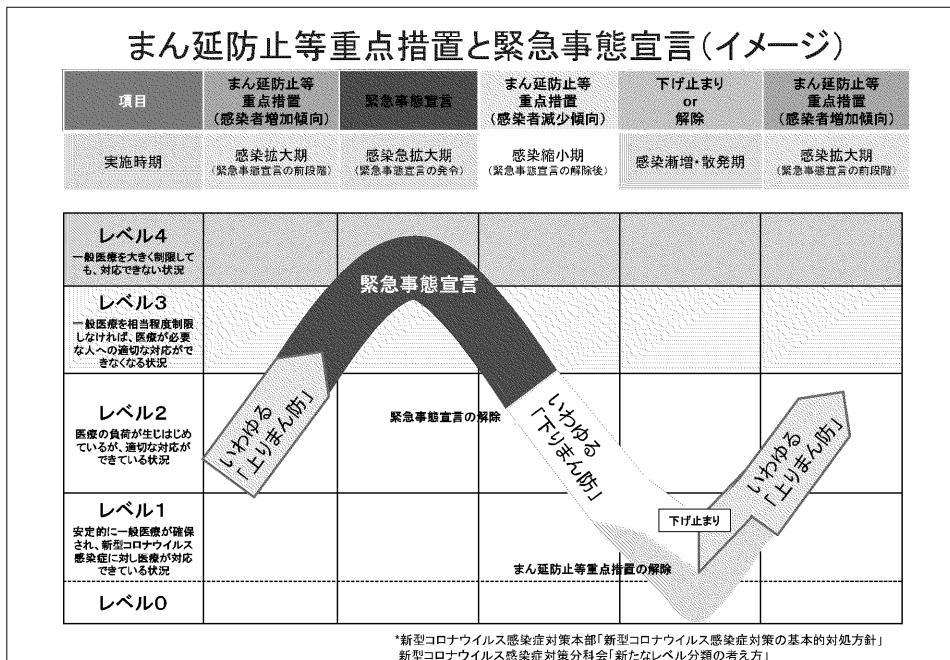 まん延防止等重点措置と緊急事態宣言(イメージ)
項目
まん延防止等
重点措置
(感染者増加傾向)
緊急事態宣言
まん延防止等
重点措置
(感染者減少傾向)
下げ止まり
or
解除
まん延防止等
重点措置
(感染者増加傾向)
実施時期
感染拡大期
(緊急事態宣言の前段階)
感染急拡大期
(緊急事態宣言の発令)
感染縮小期
(緊急事態宣言の解除後)
感染漸増・散発期
感染拡大期
(緊急事態宣言の前段階)
レベル4
一般医療を大きく制限して
も、対応できない状況
レベル3
一般医療を相当程度制限
しなければ、医療が必要
な人への適切な対応がで
きなくなる状況
レベル2
医療の負荷が生じはじめ
ているが、適切な対応が
できている状況
レベル1
安定的に一般医療が確保
され、新型コロナウイルス
感染症に対し医療が対応
できている状況
レベル0
緊急事態宣言
いわゆる
「上りまん防」
緊急事態宣言の解除
いわゆる
「下りまん防」
下げ止まり
まん延防止等重点措置の解除
いわゆる
「上りまん防」
*新型コロナウイルス感染症対策本部「新型コロナウイルス感染症対策の基本的対処方針」
新型コロナウイルス感染症対策分科会「新たなレベル分類の考え方」